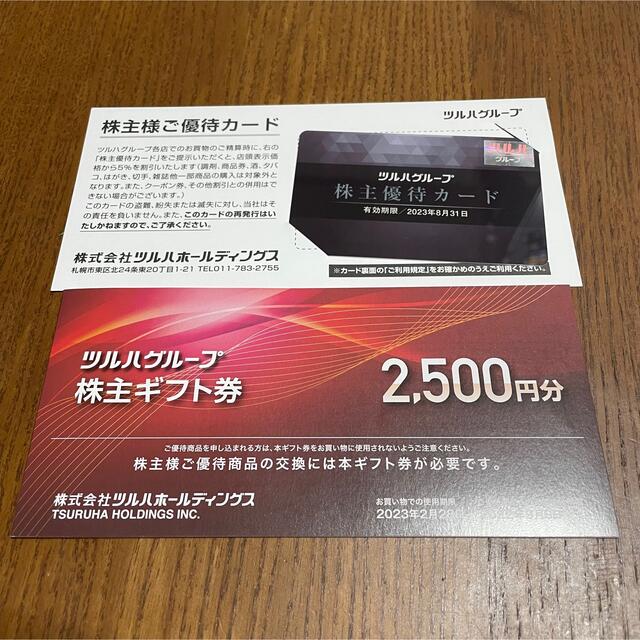 株主様ご優待カード
ツルハグループ各店でのお買物のご精算時に、右の
「株主優待カード」をご提示いただくと、店頭表示価
格から5%を割引いたします(調剤、商品券、酒、タバ
コ、はがき、切手、雑誌他一部商品の購入は対象外と
なります。また、クーポン券、その他割引との併用はで
きない場合がございます。)
このカードの盗難、紛失または滅失に対し、当社はそ
の責任を負いません。また、このカードの再発行はい
たしかねますので、ご了承ください。
株式会社ツルハホールディングス
札幌市東区北24条東20丁目1-21 TEL011-783-2755
ツルハグループ
ツルハ
グループ
ツルハグループ
株主優待カード
有効期限/2023年8月31日
※カード裏面の「ご利用規定」をお確かめのうえご利用ください。
ツルハグループ
株主ギフト券
2,500円分
ご優待商品を申し込まれる方は、本ギフト券をお買い物に使用されないようご注意ください。
株主様ご優待商品の交換には本ギフト券が必要です。
株式会社ツルハホールディングス
TSURUHA HOLDINGS INC.
お買い物での使用期限
2023年2月2